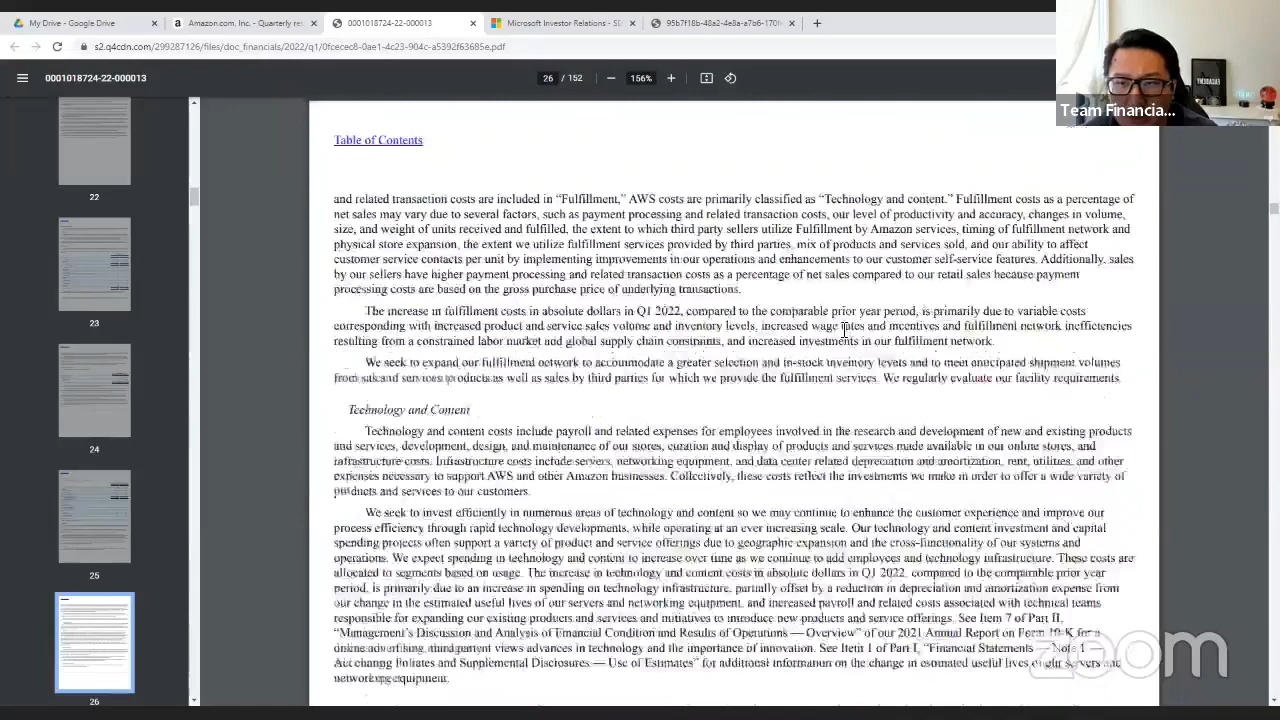 My Drive - Google Drive
Amazon.com, Inc. - Quarterly re
0001018724-22-000013
Microsoft Investor Relations - SE
95b7f18b-48a2-4e8a-a7b6-170f
s2.q4cdn.com/299287126/files/doc_financials/2022/q1/0fcecec8-0ae1-4c23-904c-a5392f63685e.pdf
0001018724-22-000013
26 / 152
156%
Team Financia...
22
23
24
25
26
Table of Contents
and related transaction costs are included in “Fulfillment,” AWS costs are primarily classified as “Technology and content.” Fulfillment costs as a percentage of
net sales may vary due to several factors, such as payment processing and related transaction costs, our level of productivity and accuracy, changes in volume,
size, and weight of units received and fulfilled, the extent to which third party sellers utilize Fulfillment by Amazon services, timing of fulfillment network and
physical store expansion, the extent we utilize fulfillment services provided by third parties, mix of products and services sold, and our ability to affect
customer service contacts per unit by implementing improvements in our operations and enhancements to our customer self-service features. Additionally, sales
by our sellers have higher payment processing and related transaction costs as a percentage of net sales compared to our retail sales because payment
processing costs are based on the gross purchase price of underlying transactions.
The increase in fulfillment costs in absolute dollars in Q1 2022, compared to the comparable prior year period, is primarily due to variable costs
corresponding with increased product and service sales volume and inventory levels, increased wage rates and incentives and fulfillment network inefficiencies
resulting from a constrained labor market and global supply chain constraints, and increased investments in our fulfillment network.
We seek to expand our fulfillment network to accommodate a greater selection and in-stock inventory levels and to meet anticipated shipment volumes
from sales and services products as well as sales by third parties for which we provide the fulfillment services. We regularly evaluate our facility requirements
Technology and Content
Technology and content costs include payroll and related expenses for employees involved in the research and development of new and existing products
and services, development, design, and maintenance of our stores, curation and display of products and services made available in our online stores, and
infrastructure costs. Infrastructure costs include servers, networking equipment, and data center related depreciation and amortization, rent, utilities, and other
expenses necessary to support AWS and other Amazon businesses. Collectively, these costs reflect the investments we make in order to offer a wide variety of
products and services to our customers.
We seek to invest efficiently in numerous areas of technology and content so we may continue to enhance the customer experience and improve our
process efficiency through rapid technology developments, while operating at an ever increasing scale. Our technology and content investment and capital
spending projects often support a variety of product and service offerings due to geographic expansion and the cross-functionality of our systems and
operations. We expect spending in technology and content to increase over time as we continue to add employees and technology infrastructure. These costs are
allocated to segments based on usage. The increase in technology and content costs in absolute dollars in Q1 2022, compared to the comparable prior year
period, is primarily due to an increase in spending on technology infrastructure, partially offset by a reduction in depreciation and amortization expense from
our change in the estimated useful lives of our servers and networking equipment, and increased payroll and related costs associated with technical teams
responsible for expanding our existing products and services and initiatives to introduce new products and service offerings. See Item 7 of Part II,
“Management’s Discussion and Analysis of Financial Condition and Results of Operations — Overview” of our 2021 Annual Report on Form 10-K for a
views advances in technology and the importance of innovation. See Item 1 of Part I, “Financial Statements — Note 1 —
and Supplemental Disclosures — Use of Estimates” for additional information on the change in estimated useful lives of our servers and
networking equipment.
zoom